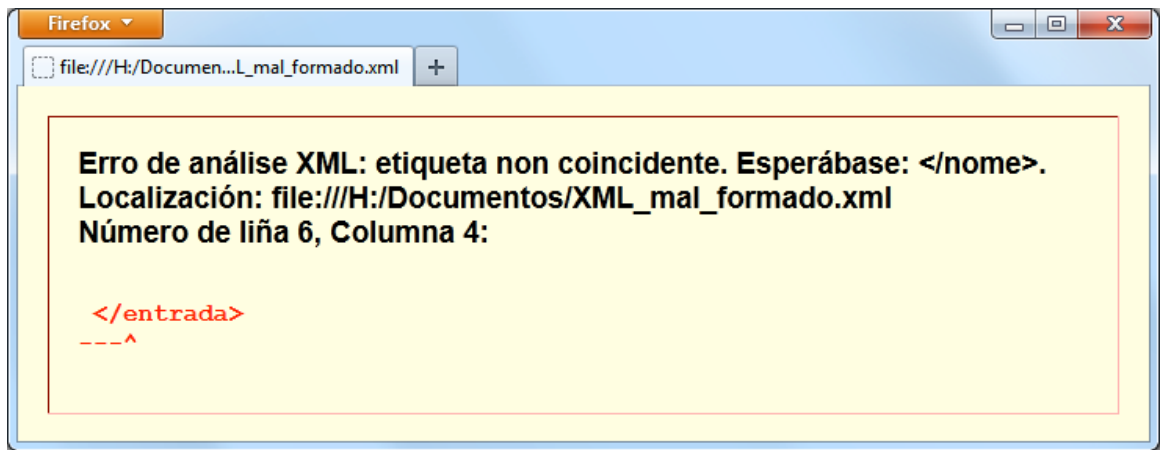 Firefox
file:///H:/Documen...L_mal_formado.xml
Erro de análise XML: etiqueta non coincidente. Esperábase: </nome>.
Localización: file:///H:/Documentos/XML_mal_formado.xml
Número de liña 6, Columna 4:
</entrada>
---^